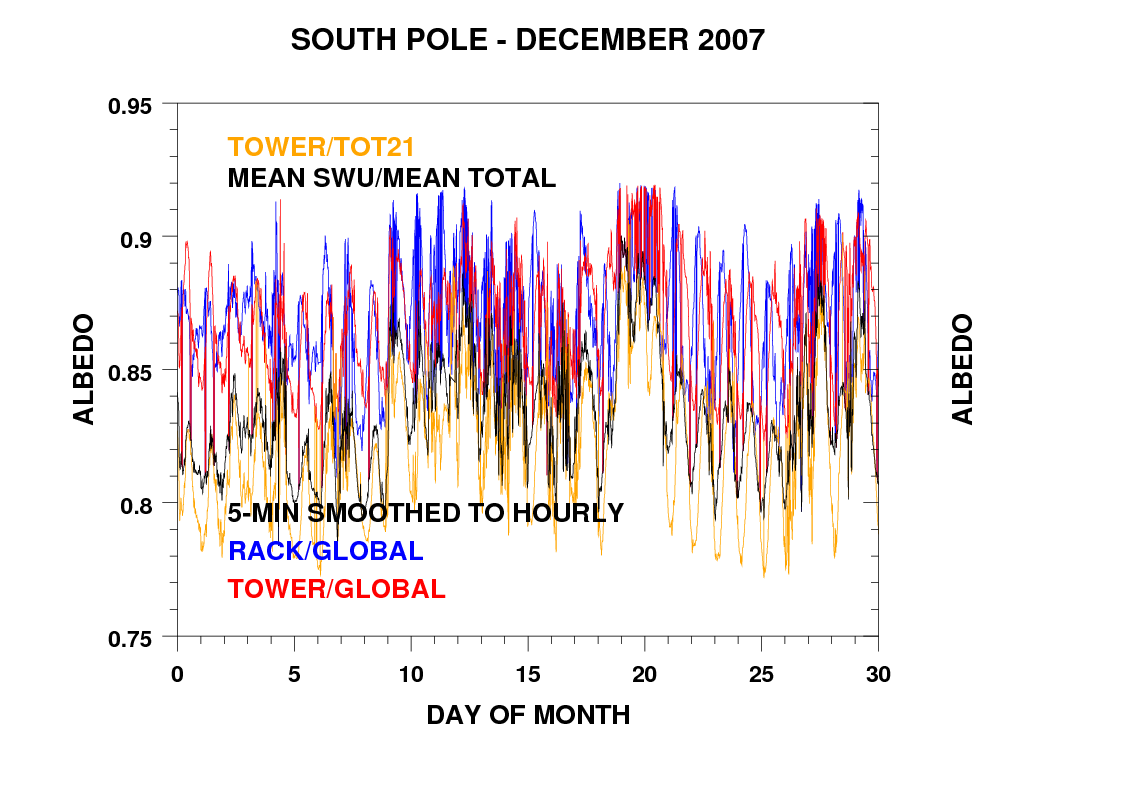 SOUTH POLE - DECEMBER 2007
0.95
TOWER/TOT21
MEAN SWU/MEAN TOTAL
0.9
ALBEDO
0.85
ALBEDO
0.8
5-MIN SMOOTHED TO HOURLY
RACK/GLOBAL
TOWER/GLOBAL
0.75
0 5 10 15 20 25 30
DAY OF MONTH